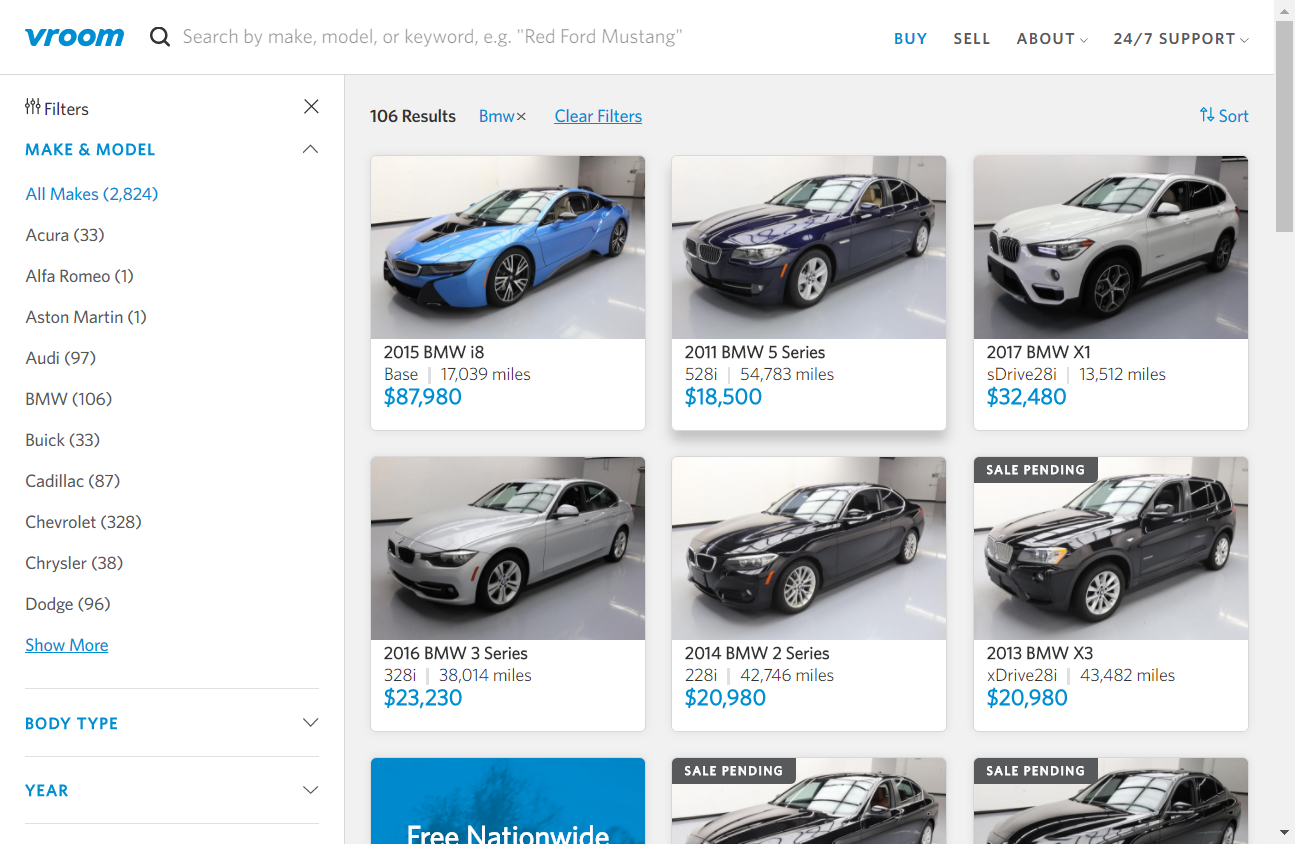 vroom
Search by make, model, or keyword, e.g. "Red Ford Mustang"
BUY
SELL
ABOUT
24/7 SUPPORT
Filters
MAKE & MODEL
All Makes (2,824)
Acura (33)
Alfa Romeo (1)
Aston Martin (1)
Audi (97)
BMW (106)
Buick (33)
Cadillac (87)
Chevrolet (328)
Chrysler (38)
Dodge (96)
Show More
BODY TYPE
YEAR
106 Results
Bmw×
Clear Filters
Sort
2015 BMW i8
Base | 17,039 miles
$87,980
2011 BMW 5 Series
528i | 54,783 miles
$18,500
2017 BMW X1
sDrive28i | 13,512 miles
$32,480
2016 BMW 3 Series
328i | 38,014 miles
$23,230
2014 BMW 2 Series
228i | 42,746 miles
$20,980
SALE PENDING
2013 BMW X3
xDrive28i | 43,482 miles
$20,980
Free Nationwide
SALE PENDING
SALE PENDING